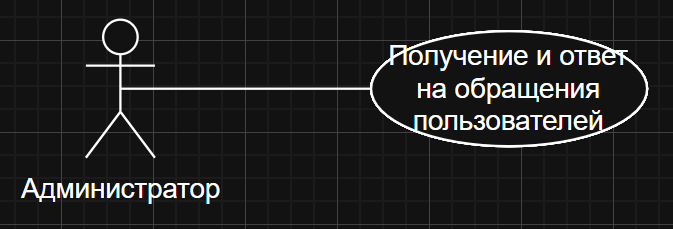 Получение и ответ
на обращения
пользователей
Администратор